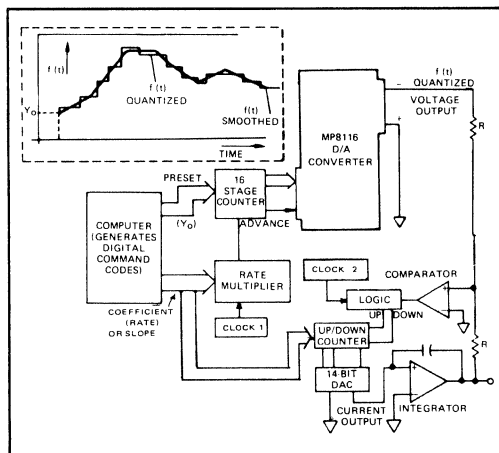 f (t)
f (t)
QUANTIZED
f(t)
SMOOTHED
Yo
TIME
MP8116
D/A
CONVERTER
−
+
f (t)
QUANTIZED
VOLTAGE
OUTPUT
R
PRESET
(Yo)
16
STAGE
COUNTER
ADVANCE
COMPUTER
(GENERATES
DIGITAL
COMMAND
CODES)
RATE
MULTIPLIER
COEFFICIENT
(RATE)
OR SLOPE
CLOCK 1
CLOCK 2
COMPARATOR
LOGIC
UP DOWN
UP/DOWN
COUNTER
14-BIT
DAC
CURRENT
OUTPUT
INTEGRATOR
R